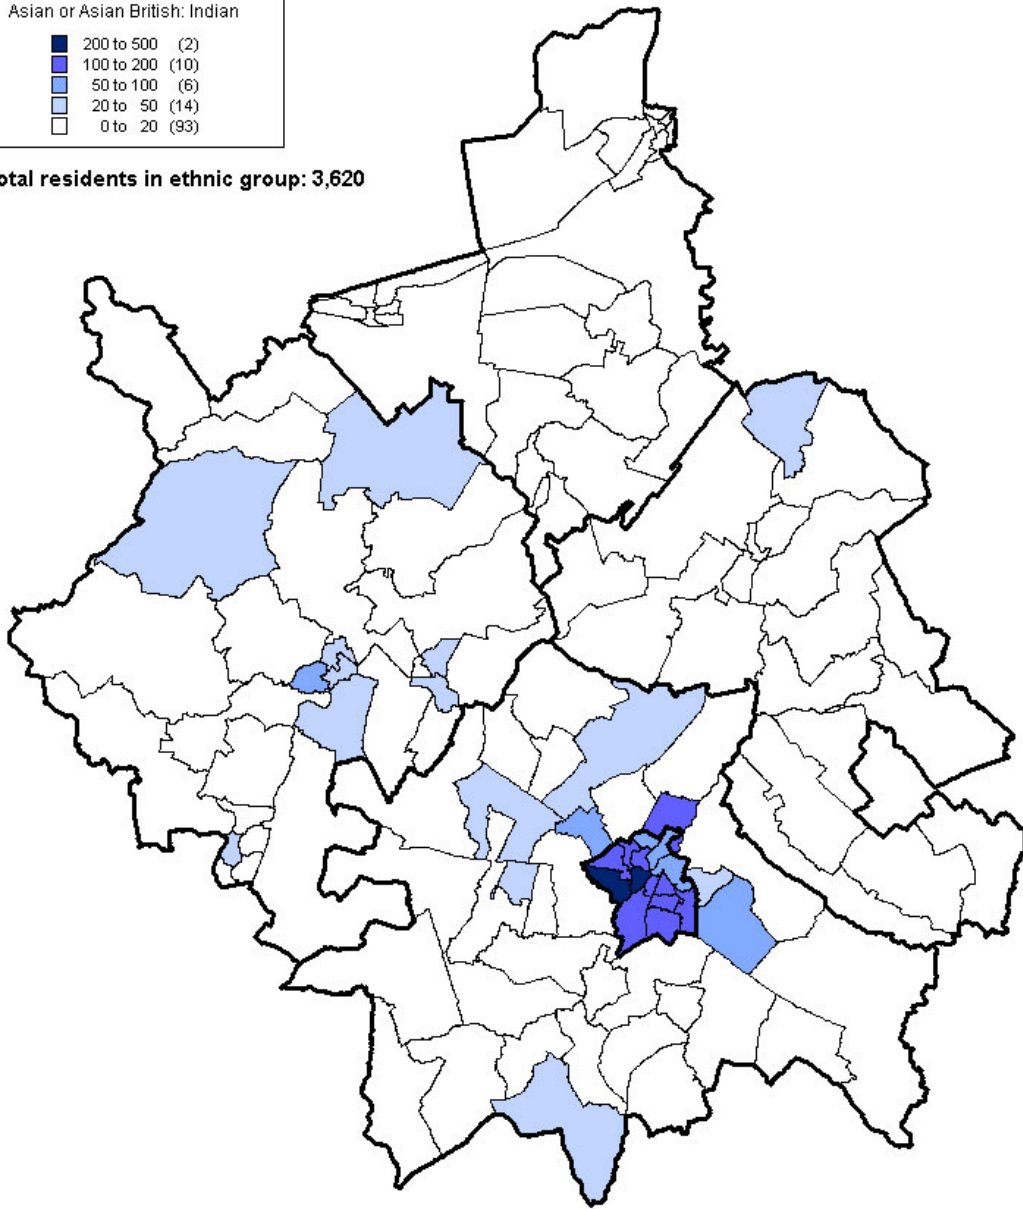 Asian or Asian British: Indian
200 to 500 (2)
100 to 200 (10)
50 to 100 (6)
20 to 50 (14)
0 to 20 (93)
otal residents in ethnic group: 3,620